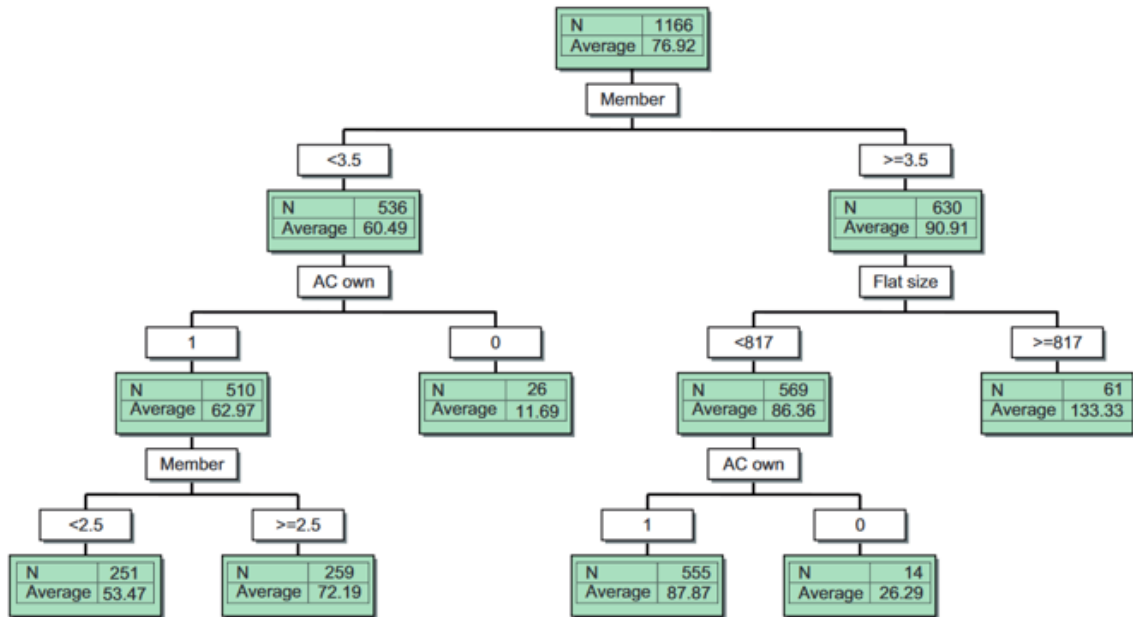 N 1166
Average 76.92
Member
<3.5 >=3.5
N 536 N 630
Average 60.49 Average 90.91
AC own Flat size
1 0 <817 >=817
N 510 N 26 N 569 N 61
Average 62.97 Average 11.69 Average 86.36 Average 133.33
Member AC own
<2.5 >=2.5 1 0
N 251 N 259 N 555 N 14
Average 53.47 Average 72.19 Average 87.87 Average 26.29